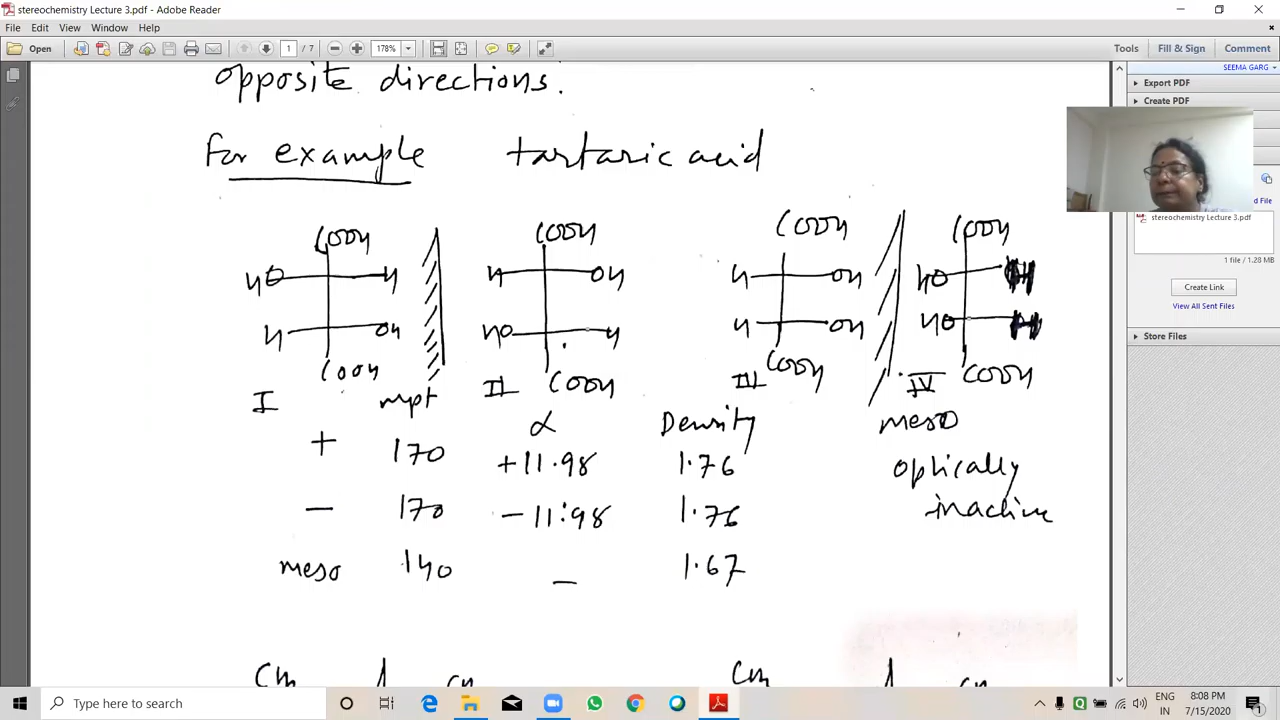 stereochemistry Lecture 3.pdf - Adobe Reader
File Edit View Window Help
Open 1 / 7 178% Tools Fill & Sign Comment
SEEMA GARG
Export PDF
Create PDF
stereochemistry Lecture 3.pdf
1 file / 1.28 MB
Create Link
View All Sent Files
Store Files
opposite directions.
For example tartaric acid
COOH COOH COOH COOH
HO H H OH H OH HO H
H OH HO H H OH HO H
COOH COOH COOH COOH
I II III IV
mpt α Density meso
+ 170 +11.98 1.76 optically
- 170 -11.98 1.76 inactive
meso 140 - 1.67
Type here to search
ENG 8:08 PM
IN 7/15/2020